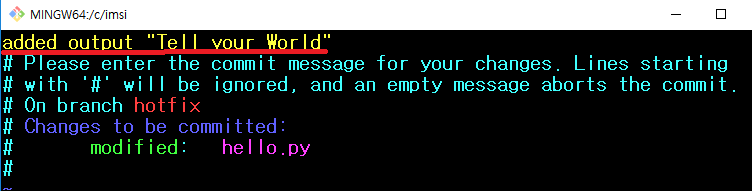 MINGW64:/c/imsi
added output "Tell your World"
# Please enter the commit message for your changes. Lines starting
# with '#' will be ignored, and an empty message aborts the commit.
# On branch hotfix
# Changes to be committed:
#       modified:   hello.py
#
~